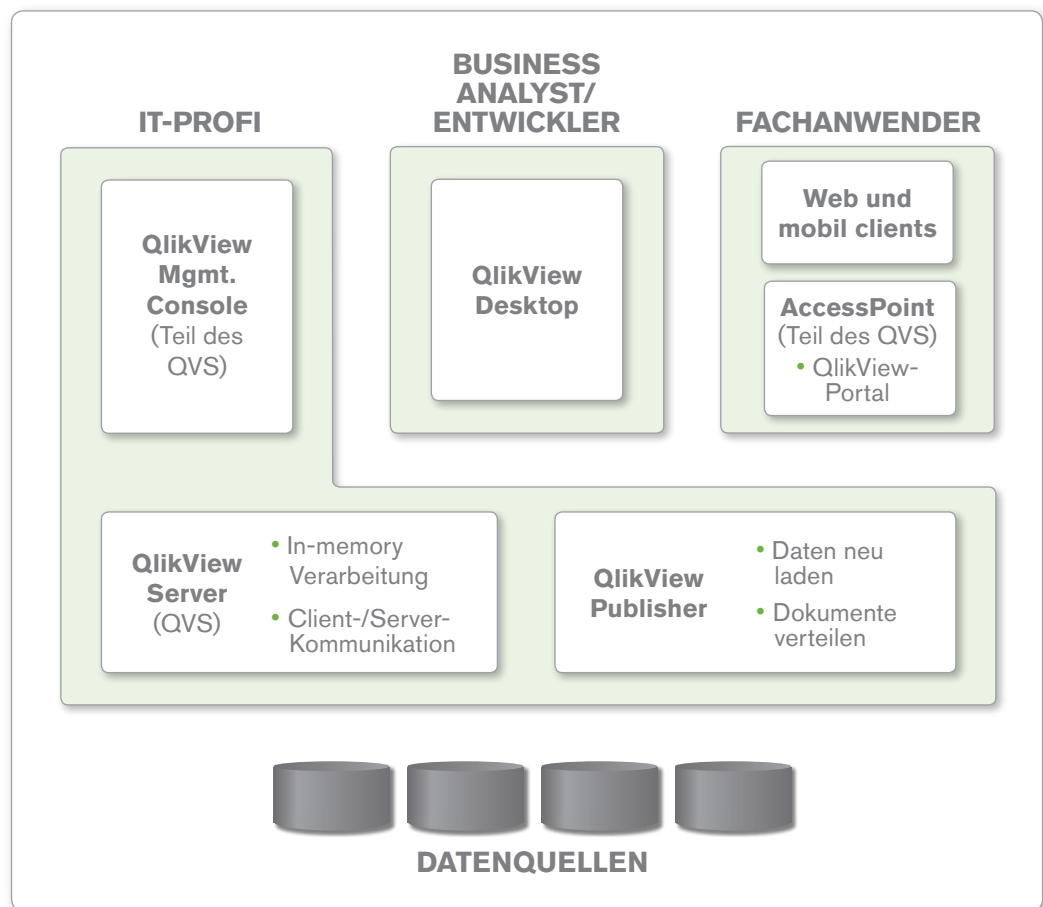 IT-PROFI
BUSINESS
ANALYST/
ENTWICKLER
FACHANWENDER
QlikView
Mgmt.
Console
(Teil des
QVS)
QlikView
Desktop
Web und
mobil clients
AccessPoint
(Teil des QVS)
• QlikView-
Portal
QlikView
Server
(QVS)
• In-memory
Verarbeitung
• Client-/Server-
Kommunikation
QlikView
Publisher
• Daten neu
laden
• Dokumente
verteilen
DATENQUELLEN